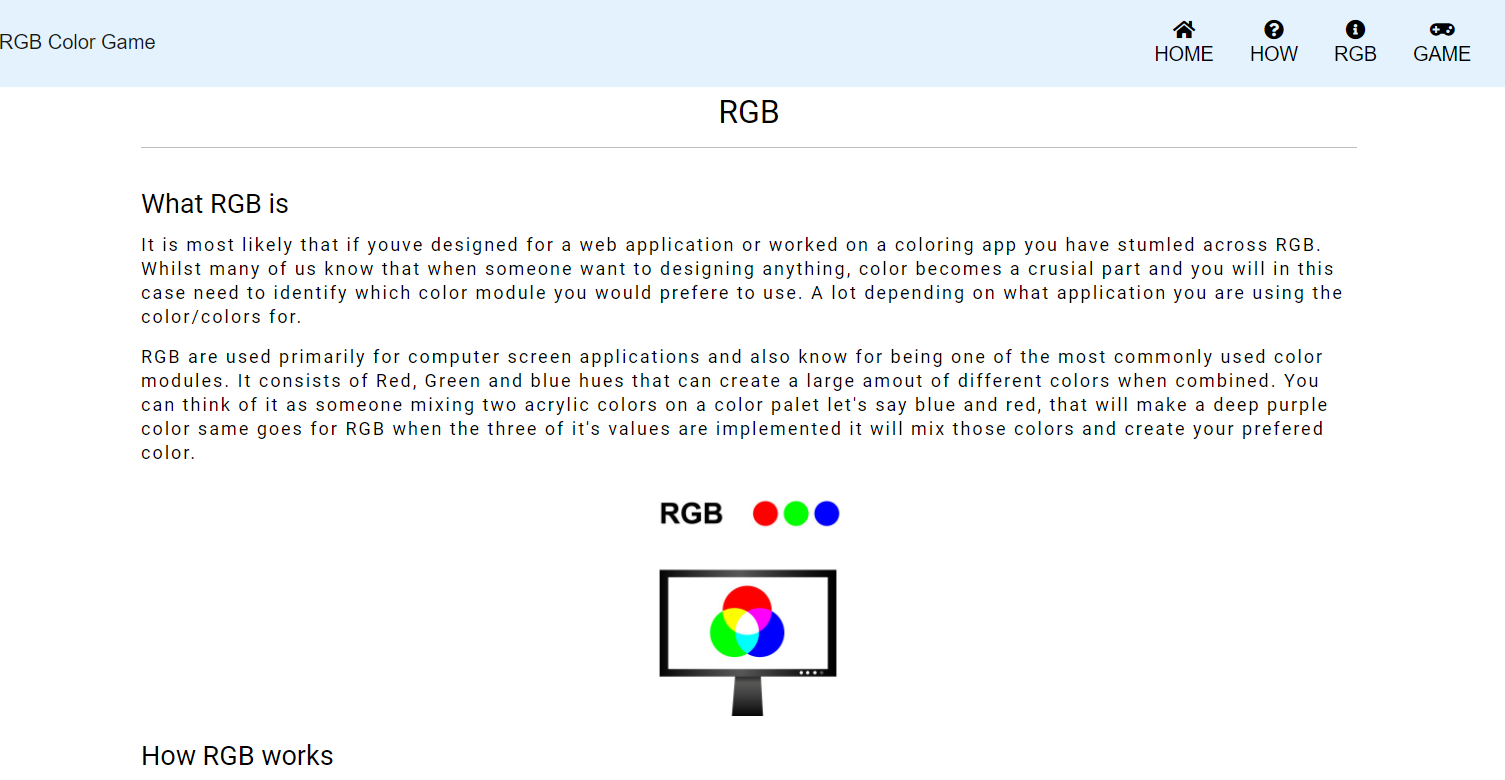 RGB Color Game
HOME
HOW
RGB
GAME
RGB
What RGB is
It is most likely that if youve designed for a web application or worked on a coloring app you have stumled across RGB.
Whilst many of us know that when someone want to designing anything, color becomes a crusial part and you will in this
case need to identify which color module you would prefere to use. A lot depending on what application you are using the
color/colors for.
RGB are used primarily for computer screen applications and also know for being one of the most commonly used color
modules. It consists of Red, Green and blue hues that can create a large amout of different colors when combined. You
can think of it as someone mixing two acrylic colors on a color palet let's say blue and red, that will make a deep purple
color same goes for RGB when the three of it's values are implemented it will mix those colors and create your prefered
color.
RGB
How RGB works